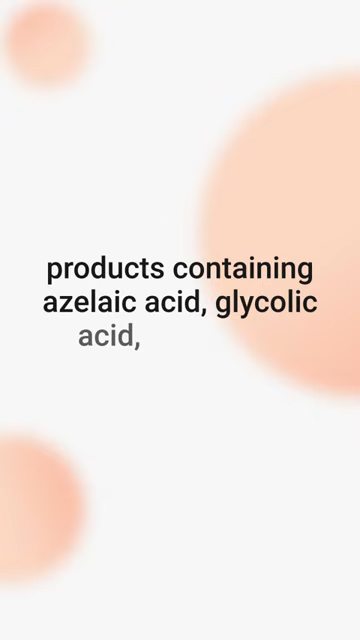 products containing
azelaic acid, glycolic
acid,